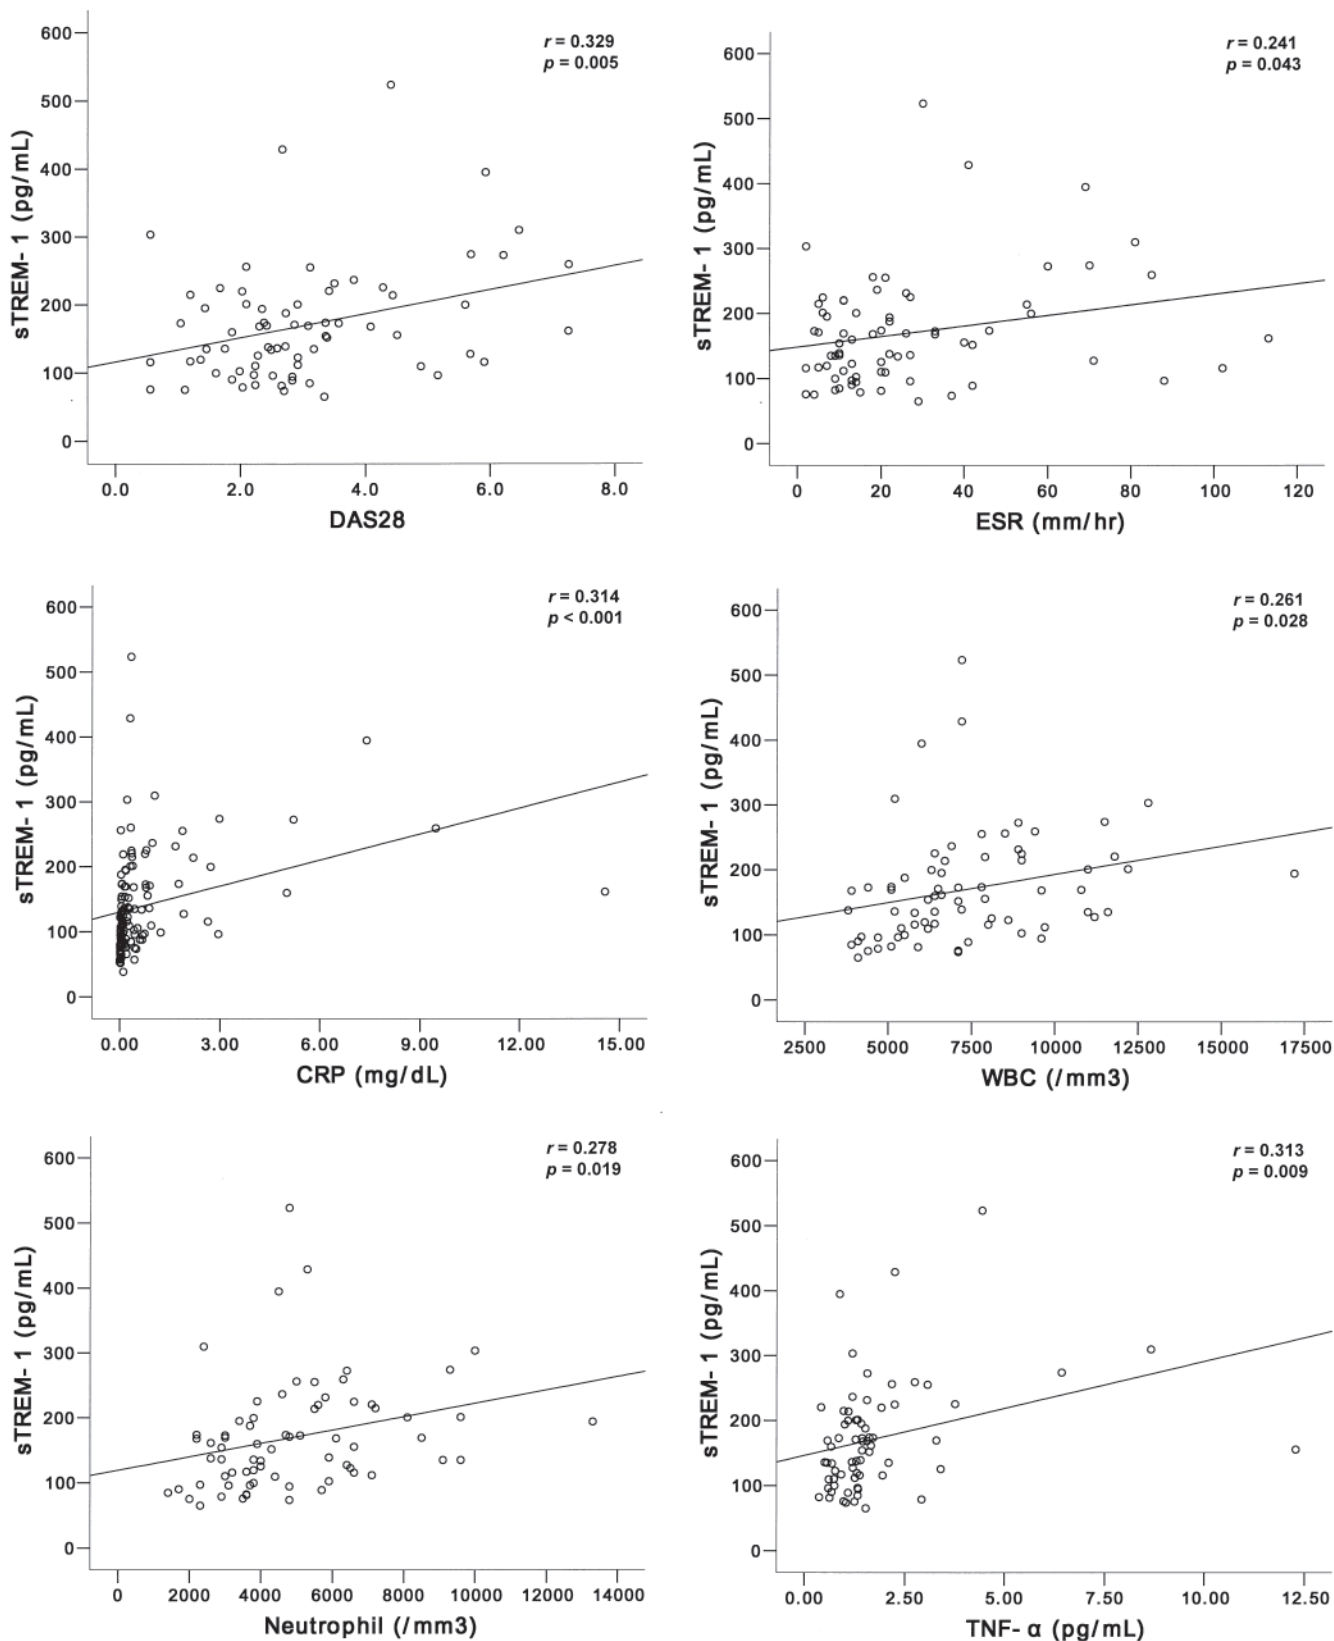 r = 0.329
p = 0.005
600
500
400
300
200
100
0
sTREM- 1 (pg/mL)
0.0 2.0 4.0 6.0 8.0
DAS28
r = 0.241
p = 0.043
600
500
400
300
200
100
0
sTREM- 1 (pg/mL)
0 20 40 60 80 100 120
ESR (mm/hr)
r = 0.314
p < 0.001
600
500
400
300
200
100
0
sTREM- 1 (pg/mL)
0.00 3.00 6.00 9.00 12.00 15.00
CRP (mg/dL)
r = 0.261
p = 0.028
600
500
400
300
200
100
0
sTREM- 1 (pg/mL)
2500 5000 7500 10000 12500 15000 17500
WBC (/mm3)
r = 0.278
p = 0.019
600
500
400
300
200
100
0
sTREM- 1 (pg/mL)
0 2000 4000 6000 8000 10000 12000 14000
Neutrophil (/mm3)
r = 0.313
p = 0.009
600
500
400
300
200
100
0
sTREM- 1 (pg/mL)
0.00 2.50 5.00 7.50 10.00 12.50
TNF- α (pg/mL)